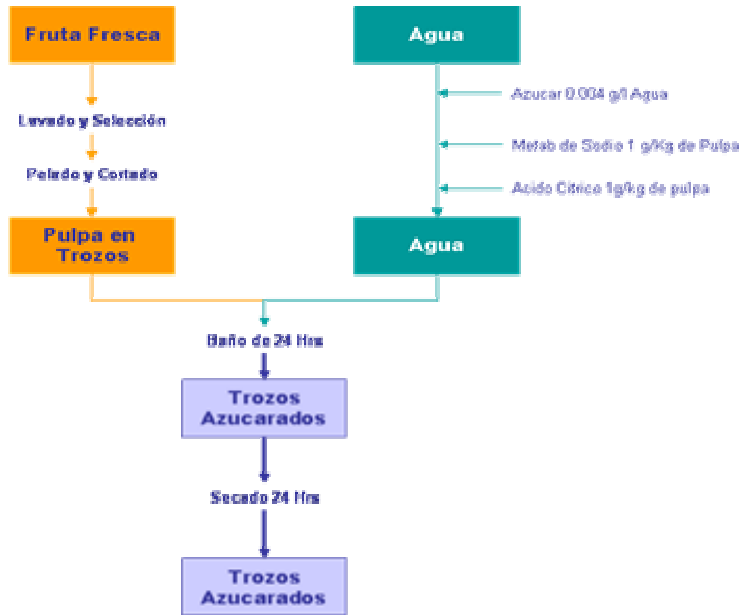 Fruta Fresca
Agua
Azucar 0.004 g/l Agua
Lavado y Selección
Metab de Sodio 1 g/Kg de Pulpa
Pelado y Cortado
Acido Citrico 1g/kg de pulpa
Pulpa en
Trozos
Agua
Baño de 24 Hrs
Trozos
Azucarados
Secado 24 Hrs
Trozos
Azucarados